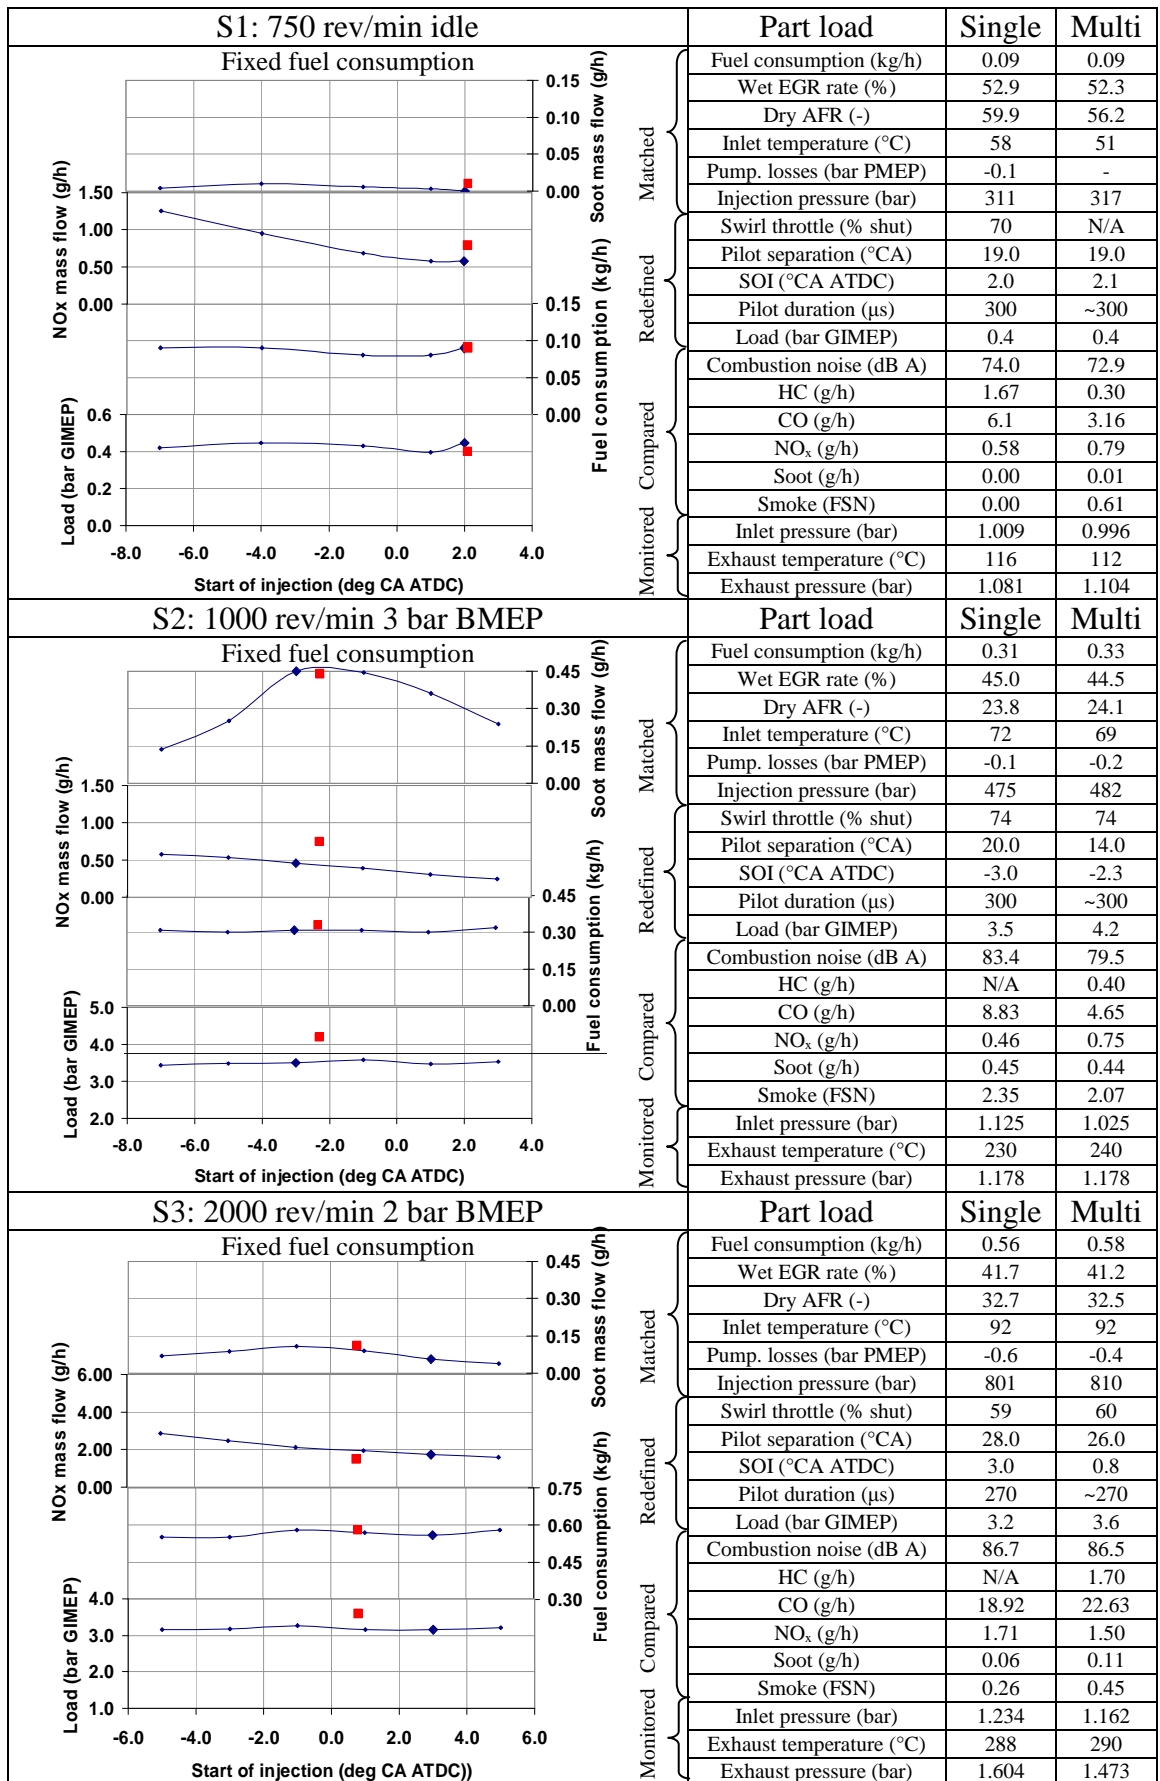 S1: 750 rev/min idle
Part load Single Multi
Fixed fuel consumption
Soot mass flow (g/h)
0.15
0.10
0.05
0.00
NOx mass flow (g/h)
1.50
1.00
0.50
0.00
Fuel consumption (kg/h)
0.15
0.10
0.05
0.00
Load (bar GIMEP)
0.6
0.4
0.2
0.0
-8.0 -6.0 -4.0 -2.0 0.0 2.0 4.0
Start of injection (deg CA ATDC)
Matched
Fuel consumption (kg/h) 0.09 0.09
Wet EGR rate (%) 52.9 52.3
Dry AFR (-) 59.9 56.2
Inlet temperature (°C) 58 51
Pump. losses (bar PMEP) -0.1 -
Injection pressure (bar) 311 317
Redefined
Swirl throttle (% shut) 70 N/A
Pilot separation (°CA) 19.0 19.0
SOI (°CA ATDC) 2.0 2.1
Pilot duration (µs) 300 ~300
Load (bar GIMEP) 0.4 0.4
Compared
Combustion noise (dB A) 74.0 72.9
HC (g/h) 1.67 0.30
CO (g/h) 6.1 3.16
NOx (g/h) 0.58 0.79
Soot (g/h) 0.00 0.01
Smoke (FSN) 0.00 0.61
Monitored
Inlet pressure (bar) 1.009 0.996
Exhaust temperature (°C) 116 112
Exhaust pressure (bar) 1.081 1.104
S2: 1000 rev/min 3 bar BMEP
Part load Single Multi
Fixed fuel consumption
Soot mass flow (g/h)
0.45
0.30
0.15
0.00
NOx mass flow (g/h)
1.50
1.00
0.50
0.00
Fuel consumption (kg/h)
0.45
0.30
0.15
0.00
Load (bar GIMEP)
5.0
4.0
3.0
2.0
-8.0 -6.0 -4.0 -2.0 0.0 2.0 4.0
Start of injection (deg CA ATDC)
Matched
Fuel consumption (kg/h) 0.31 0.33
Wet EGR rate (%) 45.0 44.5
Dry AFR (-) 23.8 24.1
Inlet temperature (°C) 72 69
Pump. losses (bar PMEP) -0.1 -0.2
Injection pressure (bar) 475 482
Redefined
Swirl throttle (% shut) 74 74
Pilot separation (°CA) 20.0 14.0
SOI (°CA ATDC) -3.0 -2.3
Pilot duration (µs) 300 ~300
Load (bar GIMEP) 3.5 4.2
Compared
Combustion noise (dB A) 83.4 79.5
HC (g/h) N/A 0.40
CO (g/h) 8.83 4.65
NOx (g/h) 0.46 0.75
Soot (g/h) 0.45 0.44
Smoke (FSN) 2.35 2.07
Monitored
Inlet pressure (bar) 1.125 1.025
Exhaust temperature (°C) 230 240
Exhaust pressure (bar) 1.178 1.178
S3: 2000 rev/min 2 bar BMEP
Part load Single Multi
Fixed fuel consumption
Soot mass flow (g/h)
0.45
0.30
0.15
0.00
NOx mass flow (g/h)
6.00
4.00
2.00
0.00
Fuel consumption (kg/h)
0.75
0.60
0.45
0.30
Load (bar GIMEP)
4.0
3.0
2.0
1.0
-6.0 -4.0 -2.0 0.0 2.0 4.0 6.0
Start of injection (deg CA ATDC))
Matched
Fuel consumption (kg/h) 0.56 0.58
Wet EGR rate (%) 41.7 41.2
Dry AFR (-) 32.7 32.5
Inlet temperature (°C) 92 92
Pump. losses (bar PMEP) -0.6 -0.4
Injection pressure (bar) 801 810
Redefined
Swirl throttle (% shut) 59 60
Pilot separation (°CA) 28.0 26.0
SOI (°CA ATDC) 3.0 0.8
Pilot duration (µs) 270 ~270
Load (bar GIMEP) 3.2 3.6
Compared
Combustion noise (dB A) 86.7 86.5
HC (g/h) N/A 1.70
CO (g/h) 18.92 22.63
NOx (g/h) 1.71 1.50
Soot (g/h) 0.06 0.11
Smoke (FSN) 0.26 0.45
Monitored
Inlet pressure (bar) 1.234 1.162
Exhaust temperature (°C) 288 290
Exhaust pressure (bar) 1.604 1.473